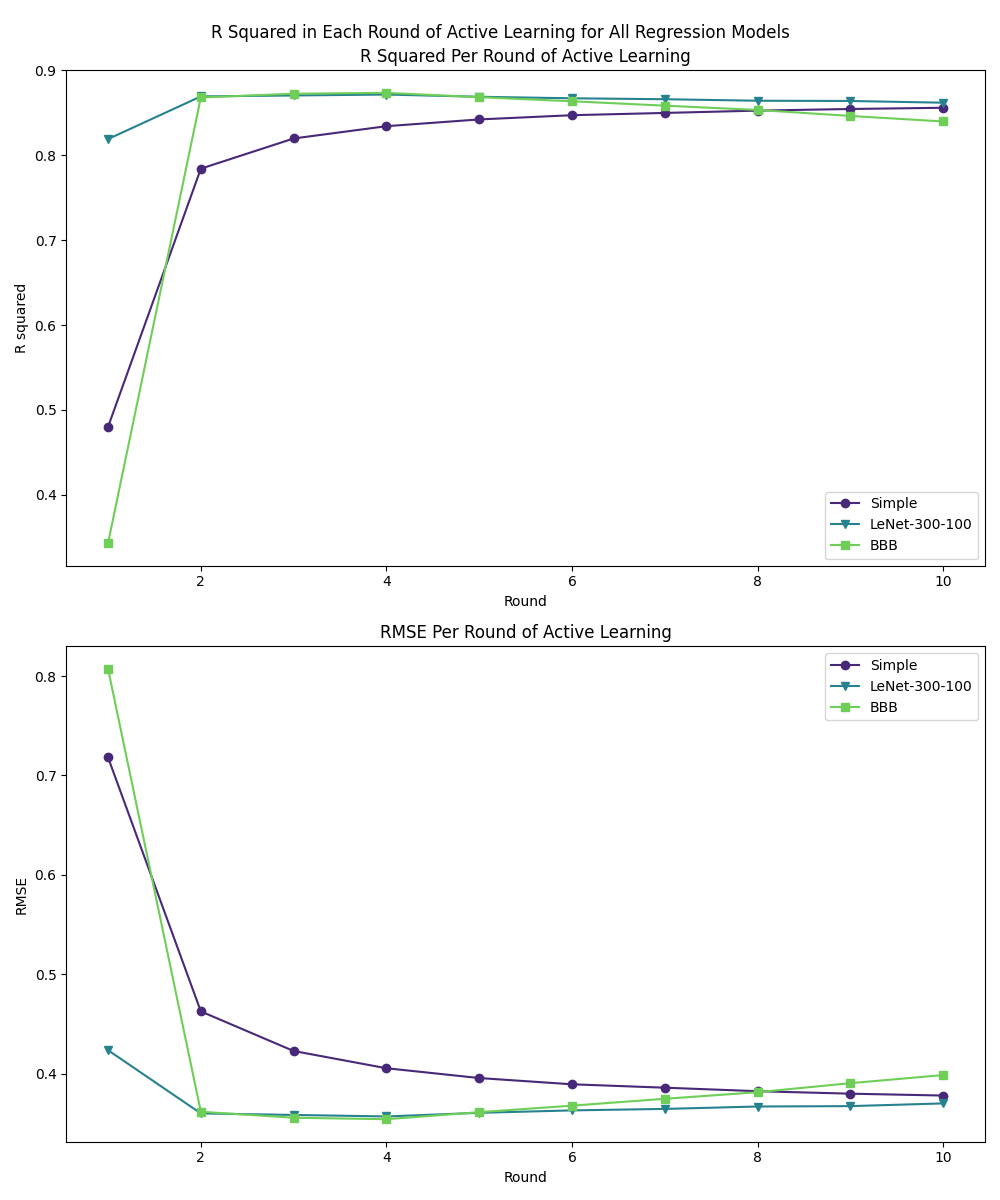 R Squared in Each Round of Active Learning for All Regression Models
R Squared Per Round of Active Learning
0.9
0.8
0.7
0.6
0.5
0.4
R squared
Simple
LeNet-300-100
BBB
2 4 6 8 10
Round
RMSE Per Round of Active Learning
0.8
0.7
0.6
0.5
0.4
RMSE
Simple
LeNet-300-100
BBB
2 4 6 8 10
Round